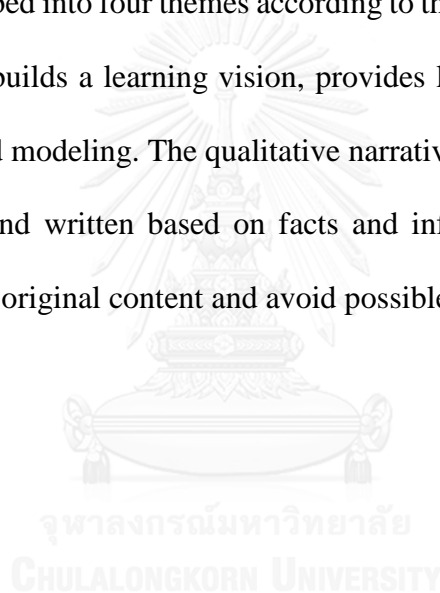 ped into four themes according to th
builds a learning vision, provides
d modeling. The qualitative narrativ
nd written based on facts and inf
original content and avoid possible
จุฬาลงกรณ์มหาวิทยาลัย
CHULALONGKORN UNIVERSITY